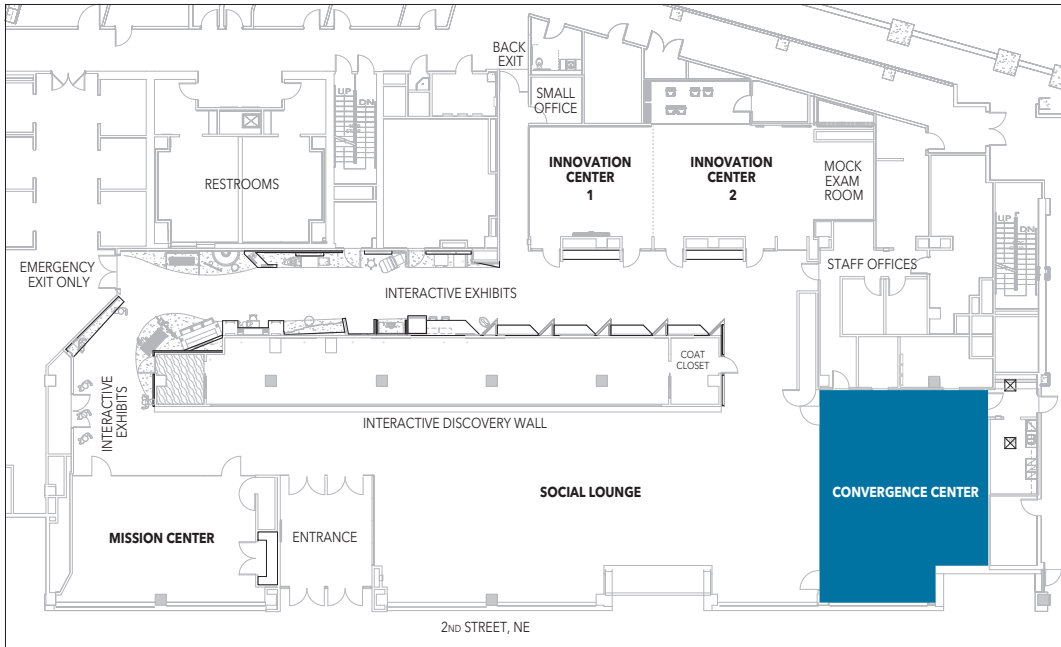 BACK
EXIT
UP
DN
SMALL
OFFICE
INNOVATION
CENTER
1
INNOVATION
CENTER
2
MOCK
EXAM
ROOM
RESTROOMS
UP
DN
EMERGENCY
EXIT ONLY
STAFF OFFICES
INTERACTIVE EXHIBITS
COAT
CLOSET
INTERACTIVE
EXHIBITS
INTERACTIVE DISCOVERY WALL
SOCIAL LOUNGE
CONVERGENCE CENTER
MISSION CENTER
ENTRANCE
2ND STREET, NE